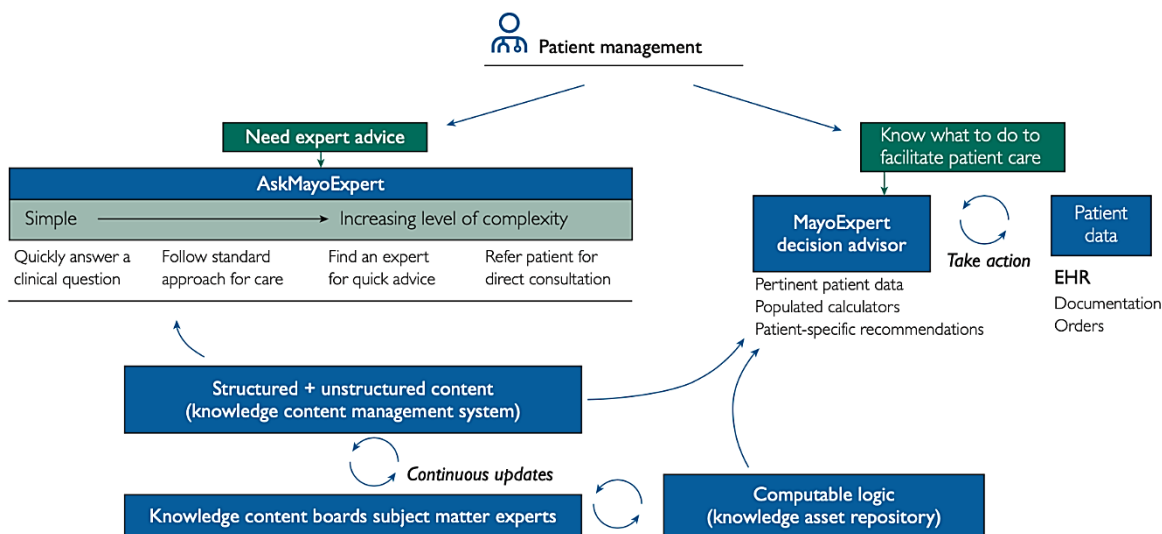 Patient management
Need expert advice
Know what to do to
facilitate patient care
AskMayoExpert
Simple
Increasing level of complexity
Quickly answer a
clinical question
Follow standard
approach for care
Find an expert
for quick advice
Refer patient for
direct consultation
MayoExpert
decision advisor
Take action
Patient
data
Pertinent patient data
Populated calculators
Patient-specific recommendations
EHR
Documentation
Orders
Structured + unstructured content
(knowledge content management system)
Continuous updates
Knowledge content boards subject matter experts
Computable logic
(knowledge asset repository)